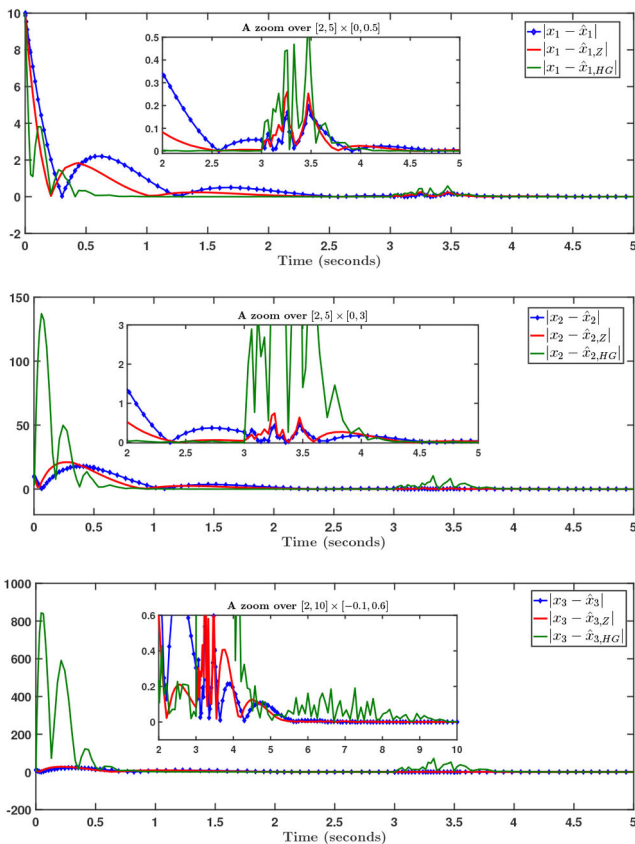 10
8
6
4
2
0
-2
A zoom over [2, 5] × [0, 0.5]
0.5
0.4
0.3
0.2
0.1
0
2 2.5 3 3.5 4 4.5 5
|x₁ − x̂₁|
|x₁ − x̂₁,Z|
|x₁ − x̂₁,HG|
0 0.5 1 1.5 2 2.5 3 3.5 4 4.5 5
Time (seconds)
150
100
50
0
-50
A zoom over [2, 5] × [0, 3]
3
2
1
0
2 2.5 3 3.5 4 4.5 5
|x₂ − x̂₂|
|x₂ − x̂₂,Z|
|x₂ − x̂₂,HG|
0 0.5 1 1.5 2 2.5 3 3.5 4 4.5 5
Time (seconds)
1000
800
600
400
200
0
-200
A zoom over [2, 10] × [−0.1, 0.6]
0.6
0.4
0.2
0
2 3 4 5 6 7 8 9 10
|x₃ − x̂₃|
|x₃ − x̂₃,Z|
|x₃ − x̂₃,HG|
0 0.5 1 1.5 2 2.5 3 3.5 4 4.5 5
Time (seconds)